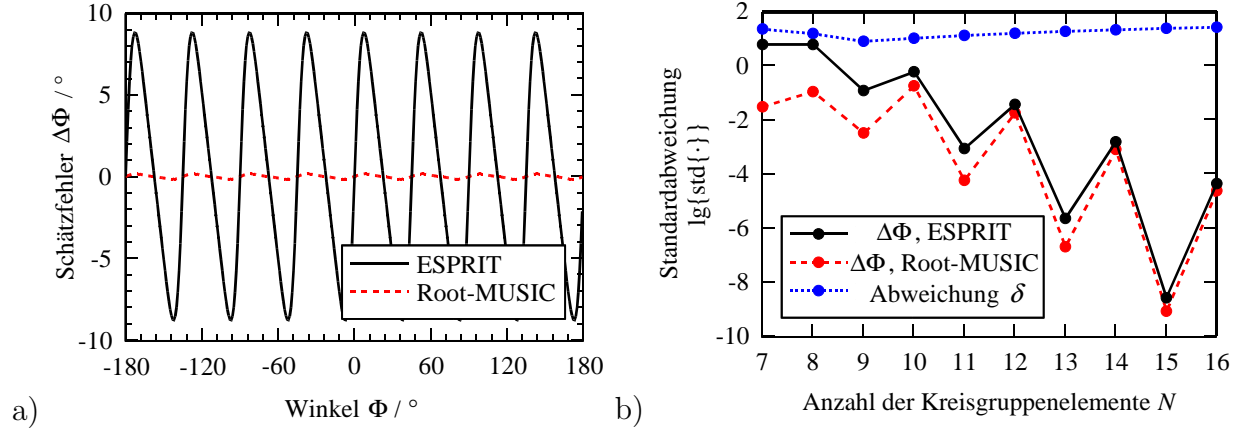 Schätzfehler ΔΦ / °
10
5
0
-5
-10
-180
-120
-60
0
60
120
180
Winkel Φ / °
ESPRIT
Root-MUSIC
a)
Standardabweichung
lg{std{·}}
2
0
-2
-4
-6
-8
-10
7
8
9
10
11
12
13
14
15
16
Anzahl der Kreisgruppenelemente N
ΔΦ, ESPRIT
ΔΦ, Root-MUSIC
Abweichung δ
b)